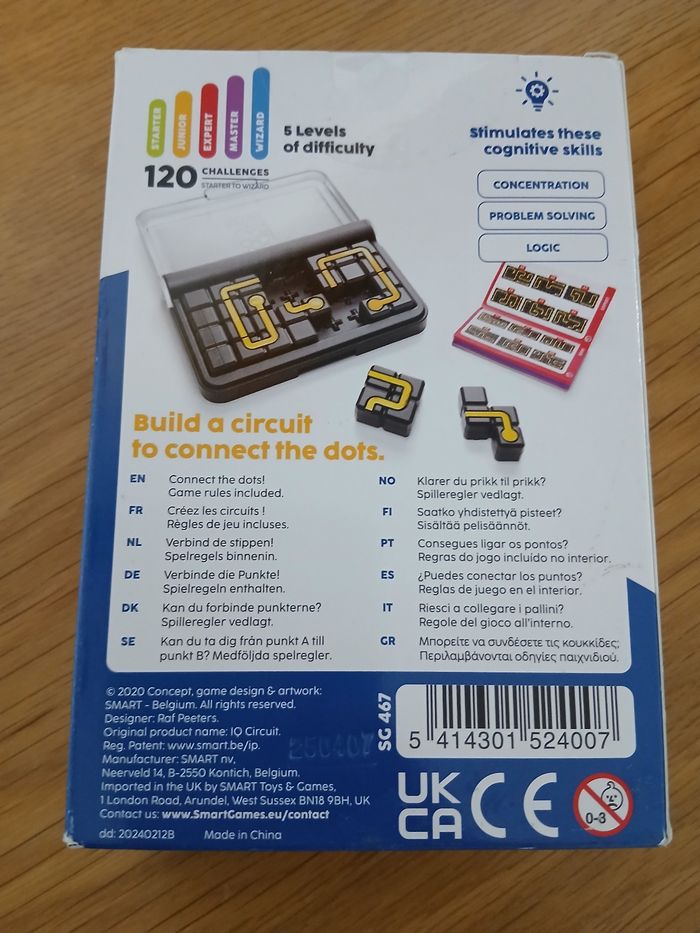 STARTER
JUNIOR
EXPERT
MASTER
WIZARD
5 Levels
of difficulty
120 CHALLENGES
STARTER TO WIZARD
Stimulates these
cognitive skills
CONCENTRATION
PROBLEM SOLVING
LOGIC
Build a circuit
to connect the dots.
EN Connect the dots!
Game rules included.
FR Créez les circuits !
Règles de jeu incluses.
NL Verbind de stippen!
Spelregels binnenin.
DE Verbinde die Punkte!
Spielregeln enthalten.
DK Kan du forbinde punkterne?
Spilleregler vedlagt.
SE Kan du ta dig från punkt A till
punkt B? Medföljda spelregler.
NO Klarer du prikk til prikk?
Spilleregler vedlagt.
FI Saatko yhdistettyä pisteet?
Sisältää pelisäännöt.
PT Consegues ligar os pontos?
Regras do jogo incluído no interior.
ES ¿Puedes conectar los puntos?
Reglas de juego en el interior.
IT Riesci a collegare i pallini?
Regole del gioco all'interno.
GR Μπορείτε να συνδέσετε τις κουκκίδες;
Περιλαμβάνονται οδηγίες παιχνιδιού.
© 2020 Concept, game design & artwork:
SMART - Belgium. All rights reserved.
Designer: Raf Peeters.
Original product name: IQ Circuit.
Reg. Patent: www.smart.be/ip.
Manufacturer: SMART nv,
Neerveld 14, B-2550 Kontich, Belgium.
Imported in the UK by SMART Toys & Games,
1 London Road, Arundel, West Sussex BN18 9BH, UK
Contact us: www.SmartGames.eu/contact
dd: 20240212B Made in China
250407
SG 467
5 414301 524007
UK
CA
CE
0-3